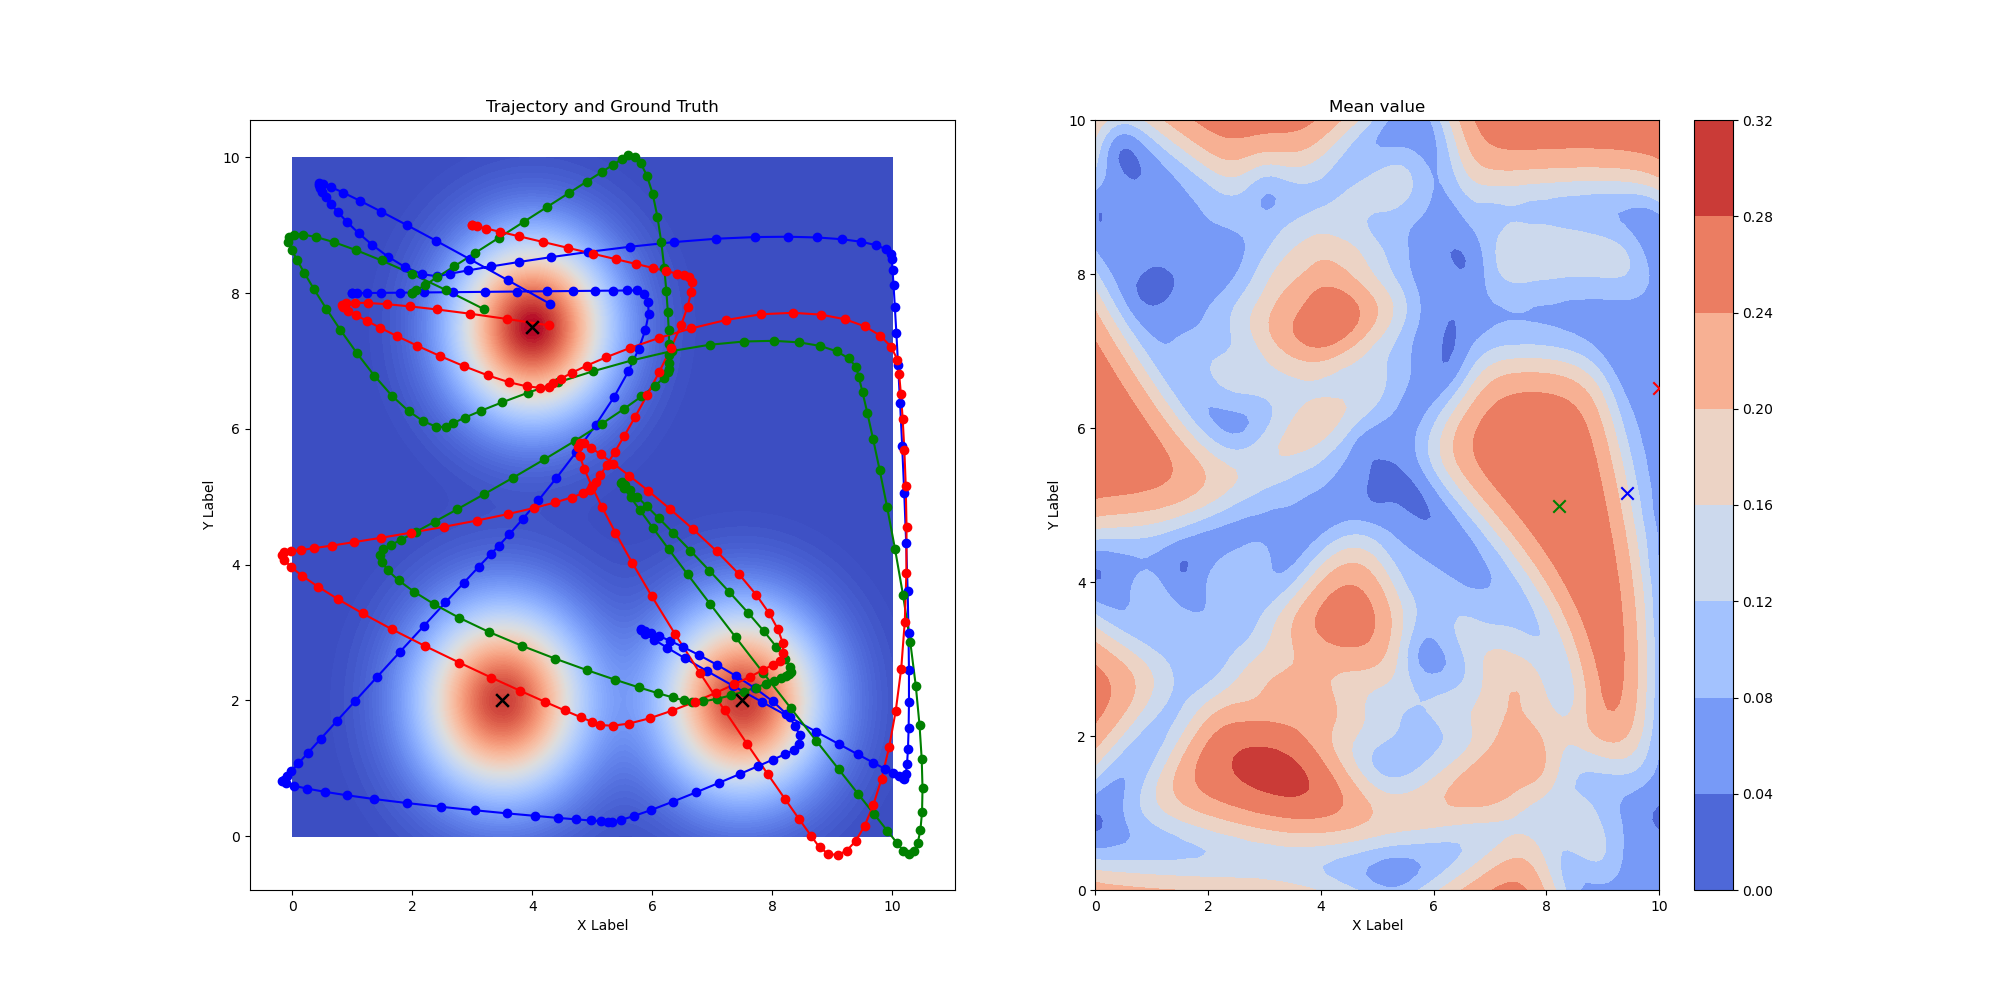 Trajectory and Ground Truth
10
8
6
4
2
0
Y Label
0 2 4 6 8 10
X Label
Mean value
10
8
6
4
2
0
Y Label
0 2 4 6 8 10
X Label
0.32
0.28
0.24
0.20
0.16
0.12
0.08
0.04
0.00